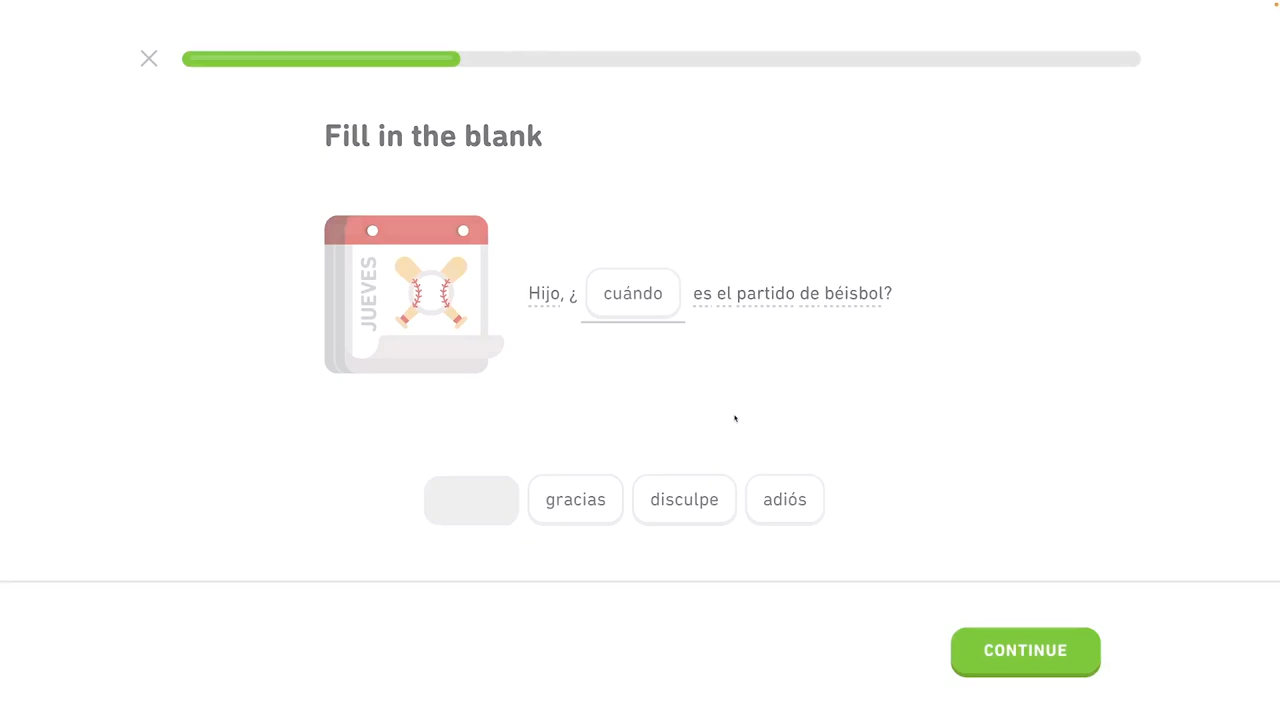 Fill in the blank
JUEVES
Hijo, ¿ cuándo es el partido de béisbol?
gracias disculpe adiós
CONTINUE